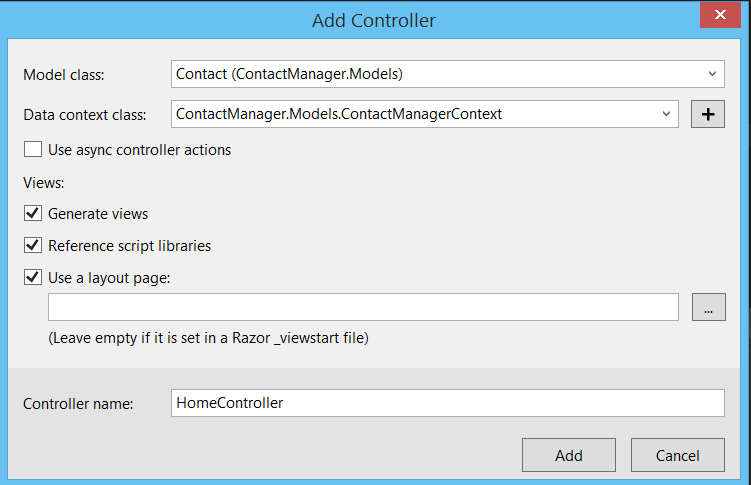 Add Controller
Model class: Contact (ContactManager.Models)
Data context class: ContactManager.Models.ContactManagerContext
Use async controller actions
Views:
Generate views
Reference script libraries
Use a layout page:
...
(Leave empty if it is set in a Razor _viewstart file)
Controller name: HomeController
Add Cancel